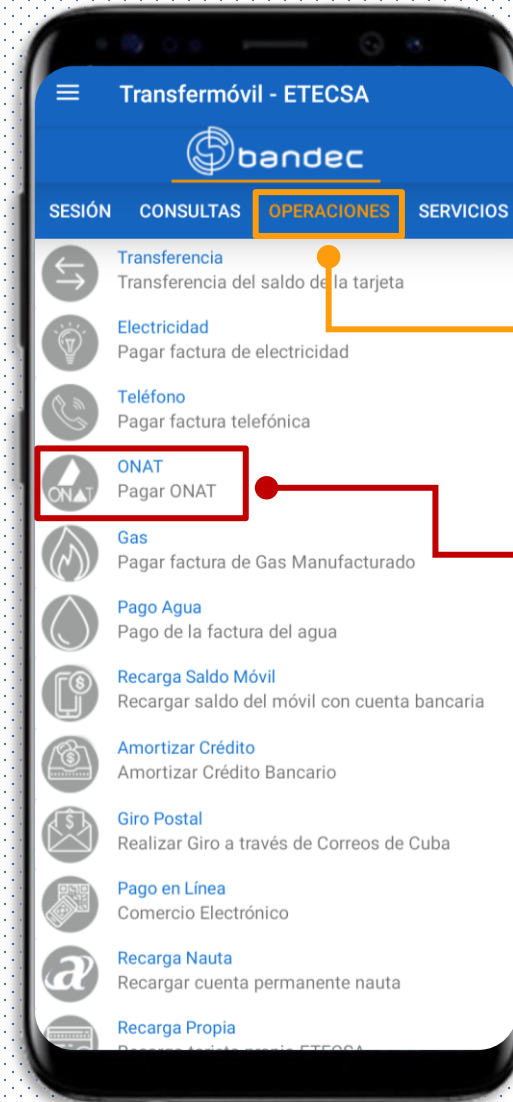 Transfermóvil - ETECSA
bandec
SESIÓN CONSULTAS OPERACIONES SERVICIOS
Transferencia
Transferencia del saldo de la tarjeta
Electricidad
Pagar factura de electricidad
Teléfono
Pagar factura telefónica
ONAT
ONAT
Pagar ONAT
Gas
Pagar factura de Gas Manufacturado
Pago Agua
Pago de la factura del agua
Recarga Saldo Móvil
Recargar saldo del móvil con cuenta bancaria
Amortizar Crédito
Amortizar Crédito Bancario
Giro Postal
Realizar Giro a través de Correos de Cuba
Pago en Línea
Comercio Electrónico
Recarga Nauta
Recargar cuenta permanente nauta
Recarga Propia